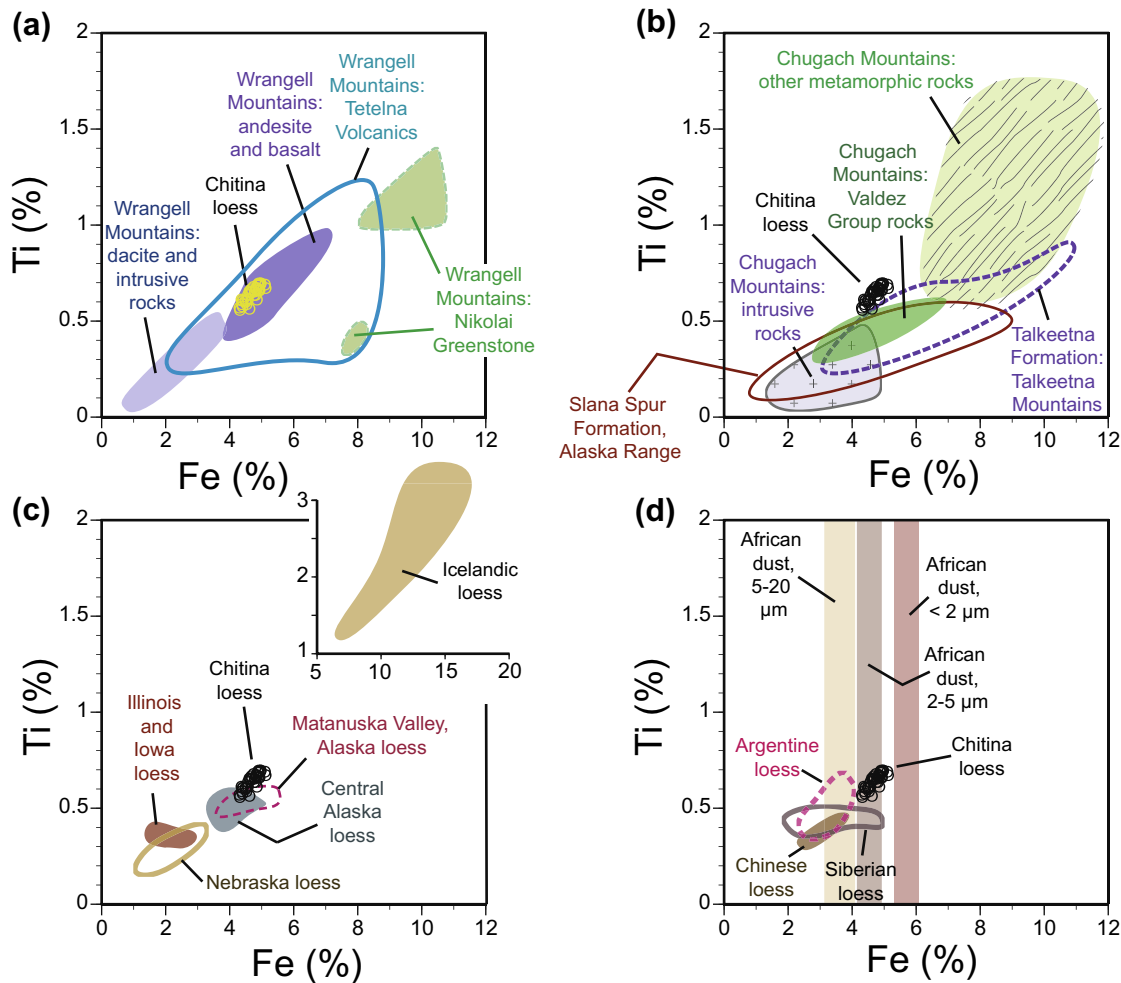 (a)
Ti (%)
2
1.5
1
0.5
0
0
2
4
6
8
10
12
Fe (%)
Wrangell
Mountains:
dacite and
intrusive
rocks
Chitina
loess
Wrangell
Mountains:
andesite
and basalt
Wrangell
Mountains:
Tetelna
Volcanics
Wrangell
Mountains:
Nikolai
Greenstone
(b)
Ti (%)
2
1.5
1
0.5
0
0
2
4
6
8
10
12
Fe (%)
Chugach Mountains:
other metamorphic rocks
Chugach
Mountains:
Valdez
Group rocks
Chitina
loess
Chugach
Mountains:
intrusive
rocks
Talkeetna
Formation:
Talkeetna
Mountains
Slana Spur
Formation,
Alaska Range
(c)
Ti (%)
2
1.5
1
0.5
0
0
2
4
6
8
10
12
Fe (%)
3
2
1
5
10
15
20
Icelandic
loess
Chitina
loess
Illinois
and
Iowa
loess
Matanuska Valley,
Alaska loess
Central
Alaska
loess
Nebraska loess
(d)
Ti (%)
2
1.5
1
0.5
0
0
2
4
6
8
10
12
Fe (%)
African
dust,
5-20
µm
African
dust,
< 2 µm
African
dust,
2-5 µm
Argentine
loess
Chitina
loess
Chinese
loess
Siberian
loess